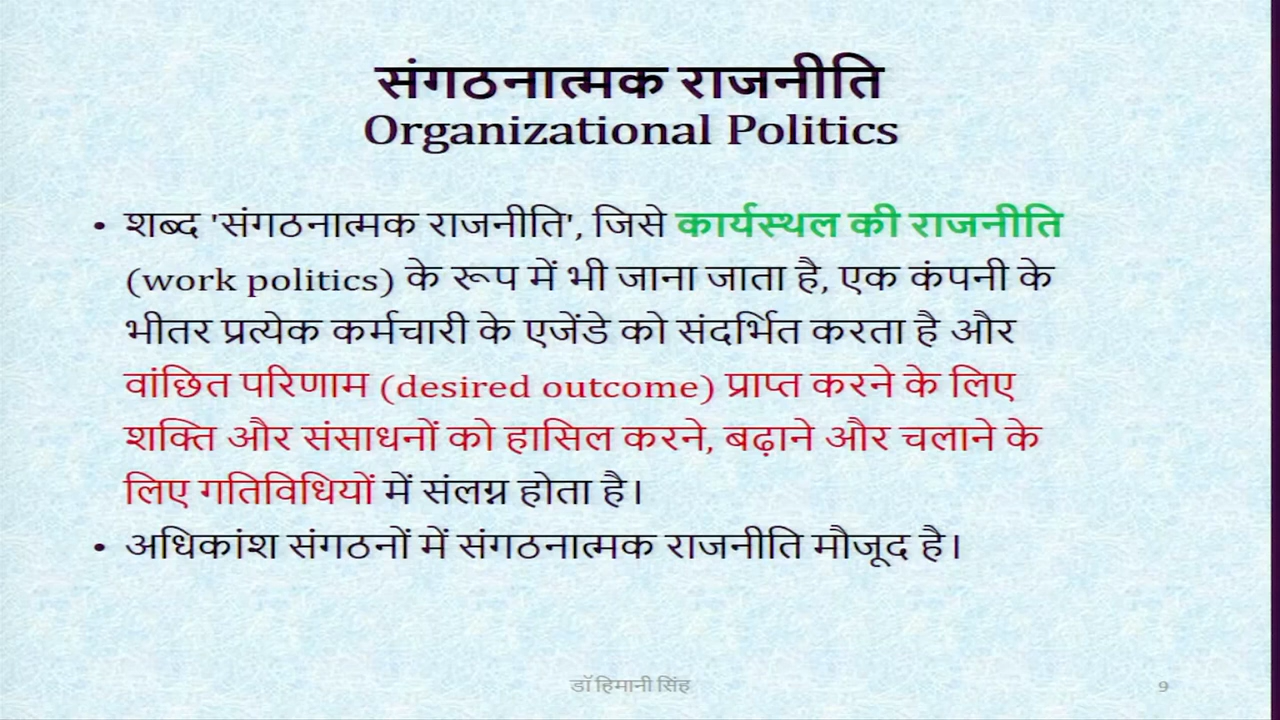 संगठनात्मक राजनीति
Organizational Politics
• शब्द 'संगठनात्मक राजनीति', जिसे कार्यस्थल की राजनीति
(work politics) के रूप में भी जाना जाता है, एक कंपनी के
भीतर प्रत्येक कर्मचारी के एजेंडे को संदर्भित करता है और
वांछित परिणाम (desired outcome) प्राप्त करने के लिए
शक्ति और संसाधनों को हासिल करने, बढ़ाने और चलाने के
लिए गतिविधियों में संलग्न होता है।
• अधिकांश संगठनों में संगठनात्मक राजनीति मौजूद है।
डॉ हिमानी सिंह
9